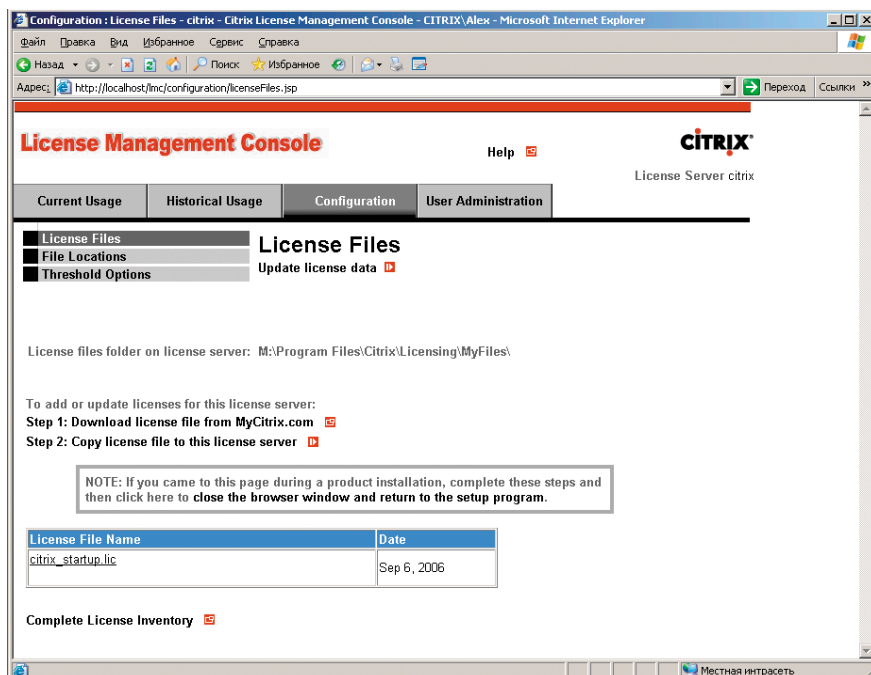 Configuration : License Files - citrix - Citrix License Management Console - CITRIX\Alex - Microsoft Internet Explorer
Файл Правка Вид Избранное Сервис Справка
Назад Поиск Избранное
Адрес: http://localhost/lmc/configuration/licenseFiles.jsp Переход Ссылки »
License Management Console
Help
CITRIX
License Server citrix
Current Usage Historical Usage Configuration User Administration
License Files
File Locations
Threshold Options
License Files
Update license data
License files folder on license server: M:\Program Files\Citrix\Licensing\MyFiles\
To add or update licenses for this license server:
Step 1: Download license file from MyCitrix.com
Step 2: Copy license file to this license server
NOTE: If you came to this page during a product installation, complete these steps and
then click here to close the browser window and return to the setup program.
License File Name Date
citrix_startup.lic Sep 6, 2006
Complete License Inventory
Местная интрасеть